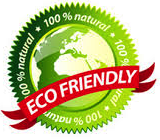 100 % natural * 100 % natural * 100 % natural
ECO FRIENDLY